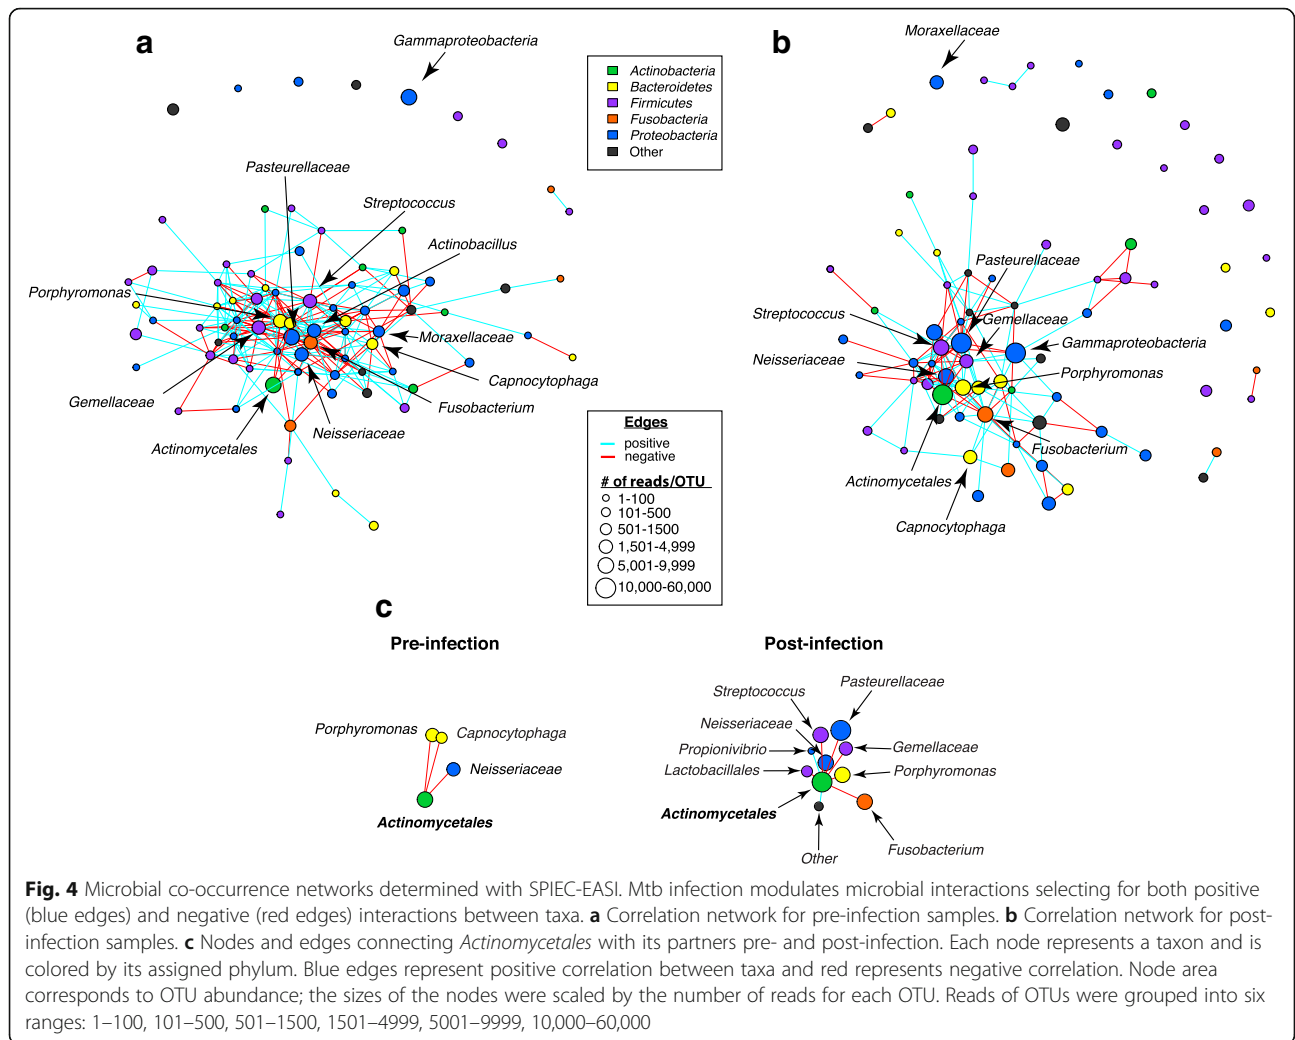 a
Gammaproteobacteria
Pasteurellaceae
Streptococcus
Actinobacillus
Porphyromonas
Moraxellaceae
Capnocytophaga
Gemellaceae
Fusobacterium
Neisseriaceae
Actinomycetales
Actinobacteria
Bacteroidetes
Firmicutes
Fusobacteria
Proteobacteria
Other
Edges
positive
negative
# of reads/OTU
1-100
101-500
501-1500
1,501-4,999
5,001-9,999
10,000-60,000
b
Moraxellaceae
Pasteurellaceae
Streptococcus
Gemellaceae
Gammaproteobacteria
Neisseriaceae
Porphyromonas
Fusobacterium
Actinomycetales
Capnocytophaga
c
Pre-infection
Porphyromonas
Capnocytophaga
Neisseriaceae
Actinomycetales
Post-infection
Pasteurellaceae
Streptococcus
Neisseriaceae
Propionivibrio
Gemellaceae
Lactobacillales
Porphyromonas
Actinomycetales
Fusobacterium
Other
Fig. 4 Microbial co-occurrence networks determined with SPIEC-EASI. Mtb infection modulates microbial interactions selecting for both positive
(blue edges) and negative (red edges) interactions between taxa. a Correlation network for pre-infection samples. b Correlation network for post-
infection samples. c Nodes and edges connecting Actinomycetales with its partners pre- and post-infection. Each node represents a taxon and is
colored by its assigned phylum. Blue edges represent positive correlation between taxa and red represents negative correlation. Node area
corresponds to OTU abundance; the sizes of the nodes were scaled by the number of reads for each OTU. Reads of OTUs were grouped into six
ranges: 1–100, 101–500, 501–1500, 1501–4999, 5001–9999, 10,000–60,000